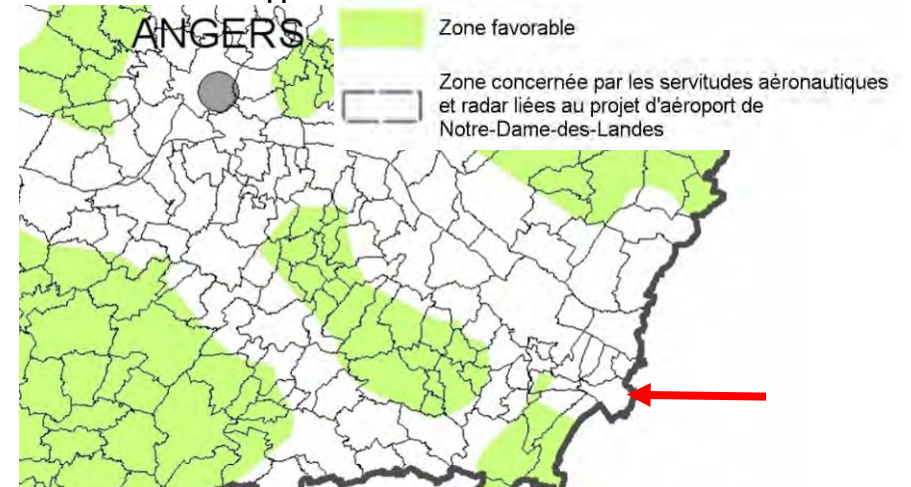 ANGERS
Zone favorable
Zone concernée par les servitudes aéronautiques
et radar liées au projet d'aéroport de
Notre-Dame-des-Landes